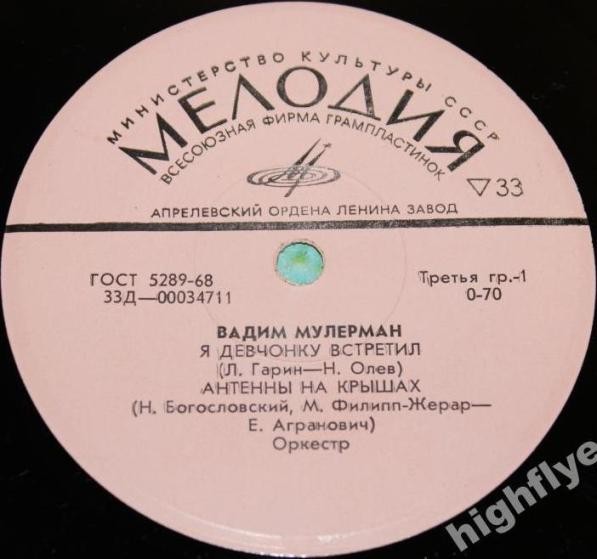 МИНИСТЕРСТВО КУЛЬТУРЫ СССР
МЕЛОДИЯ
ВСЕСОЮЗНАЯ ФИРМА ГРАМПЛАСТИНОК
▽33
АПРЕЛЕВСКИЙ ОРДЕНА ЛЕНИНА ЗАВОД
ГОСТ 5289-68
33Д—00034711
Третья гр.-1
0-70
ВАДИМ МУЛЕРМАН
Я ДЕВЧОНКУ ВСТРЕТИЛ
(Л. Гарин—Н. Олев)
АНТЕННЫ НА КРЫШАХ
(Н. Богословский, М. Филипп-Жерар—
Е. Агранович)
Оркестр
highflye